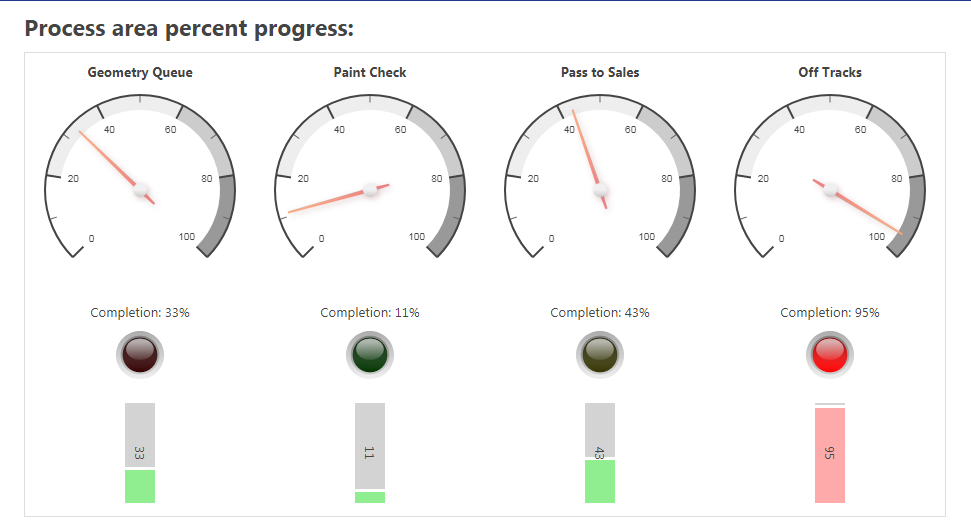 Process area percent progress:
Geometry Queue
0 20 40 60 80 100
Completion: 33%
33
Paint Check
0 20 40 60 80 100
Completion: 11%
11
Pass to Sales
0 20 40 60 80 100
Completion: 43%
43
Off Tracks
0 20 40 60 80 100
Completion: 95%
95